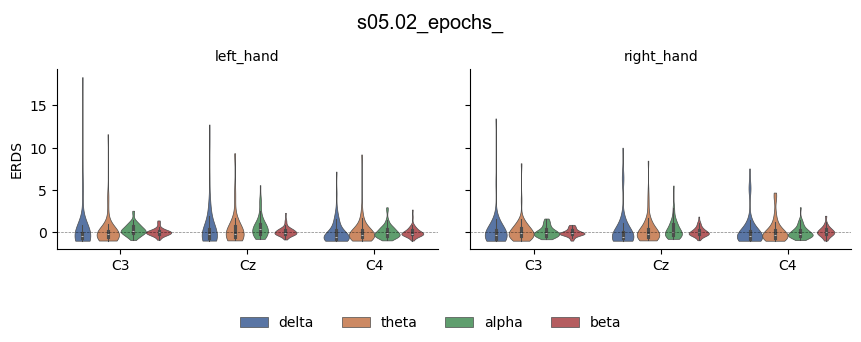 s05.02_epochs_
left_hand
right_hand
ERDS
15
10
5
0
C3
Cz
C4
C3
Cz
C4
delta
theta
alpha
beta